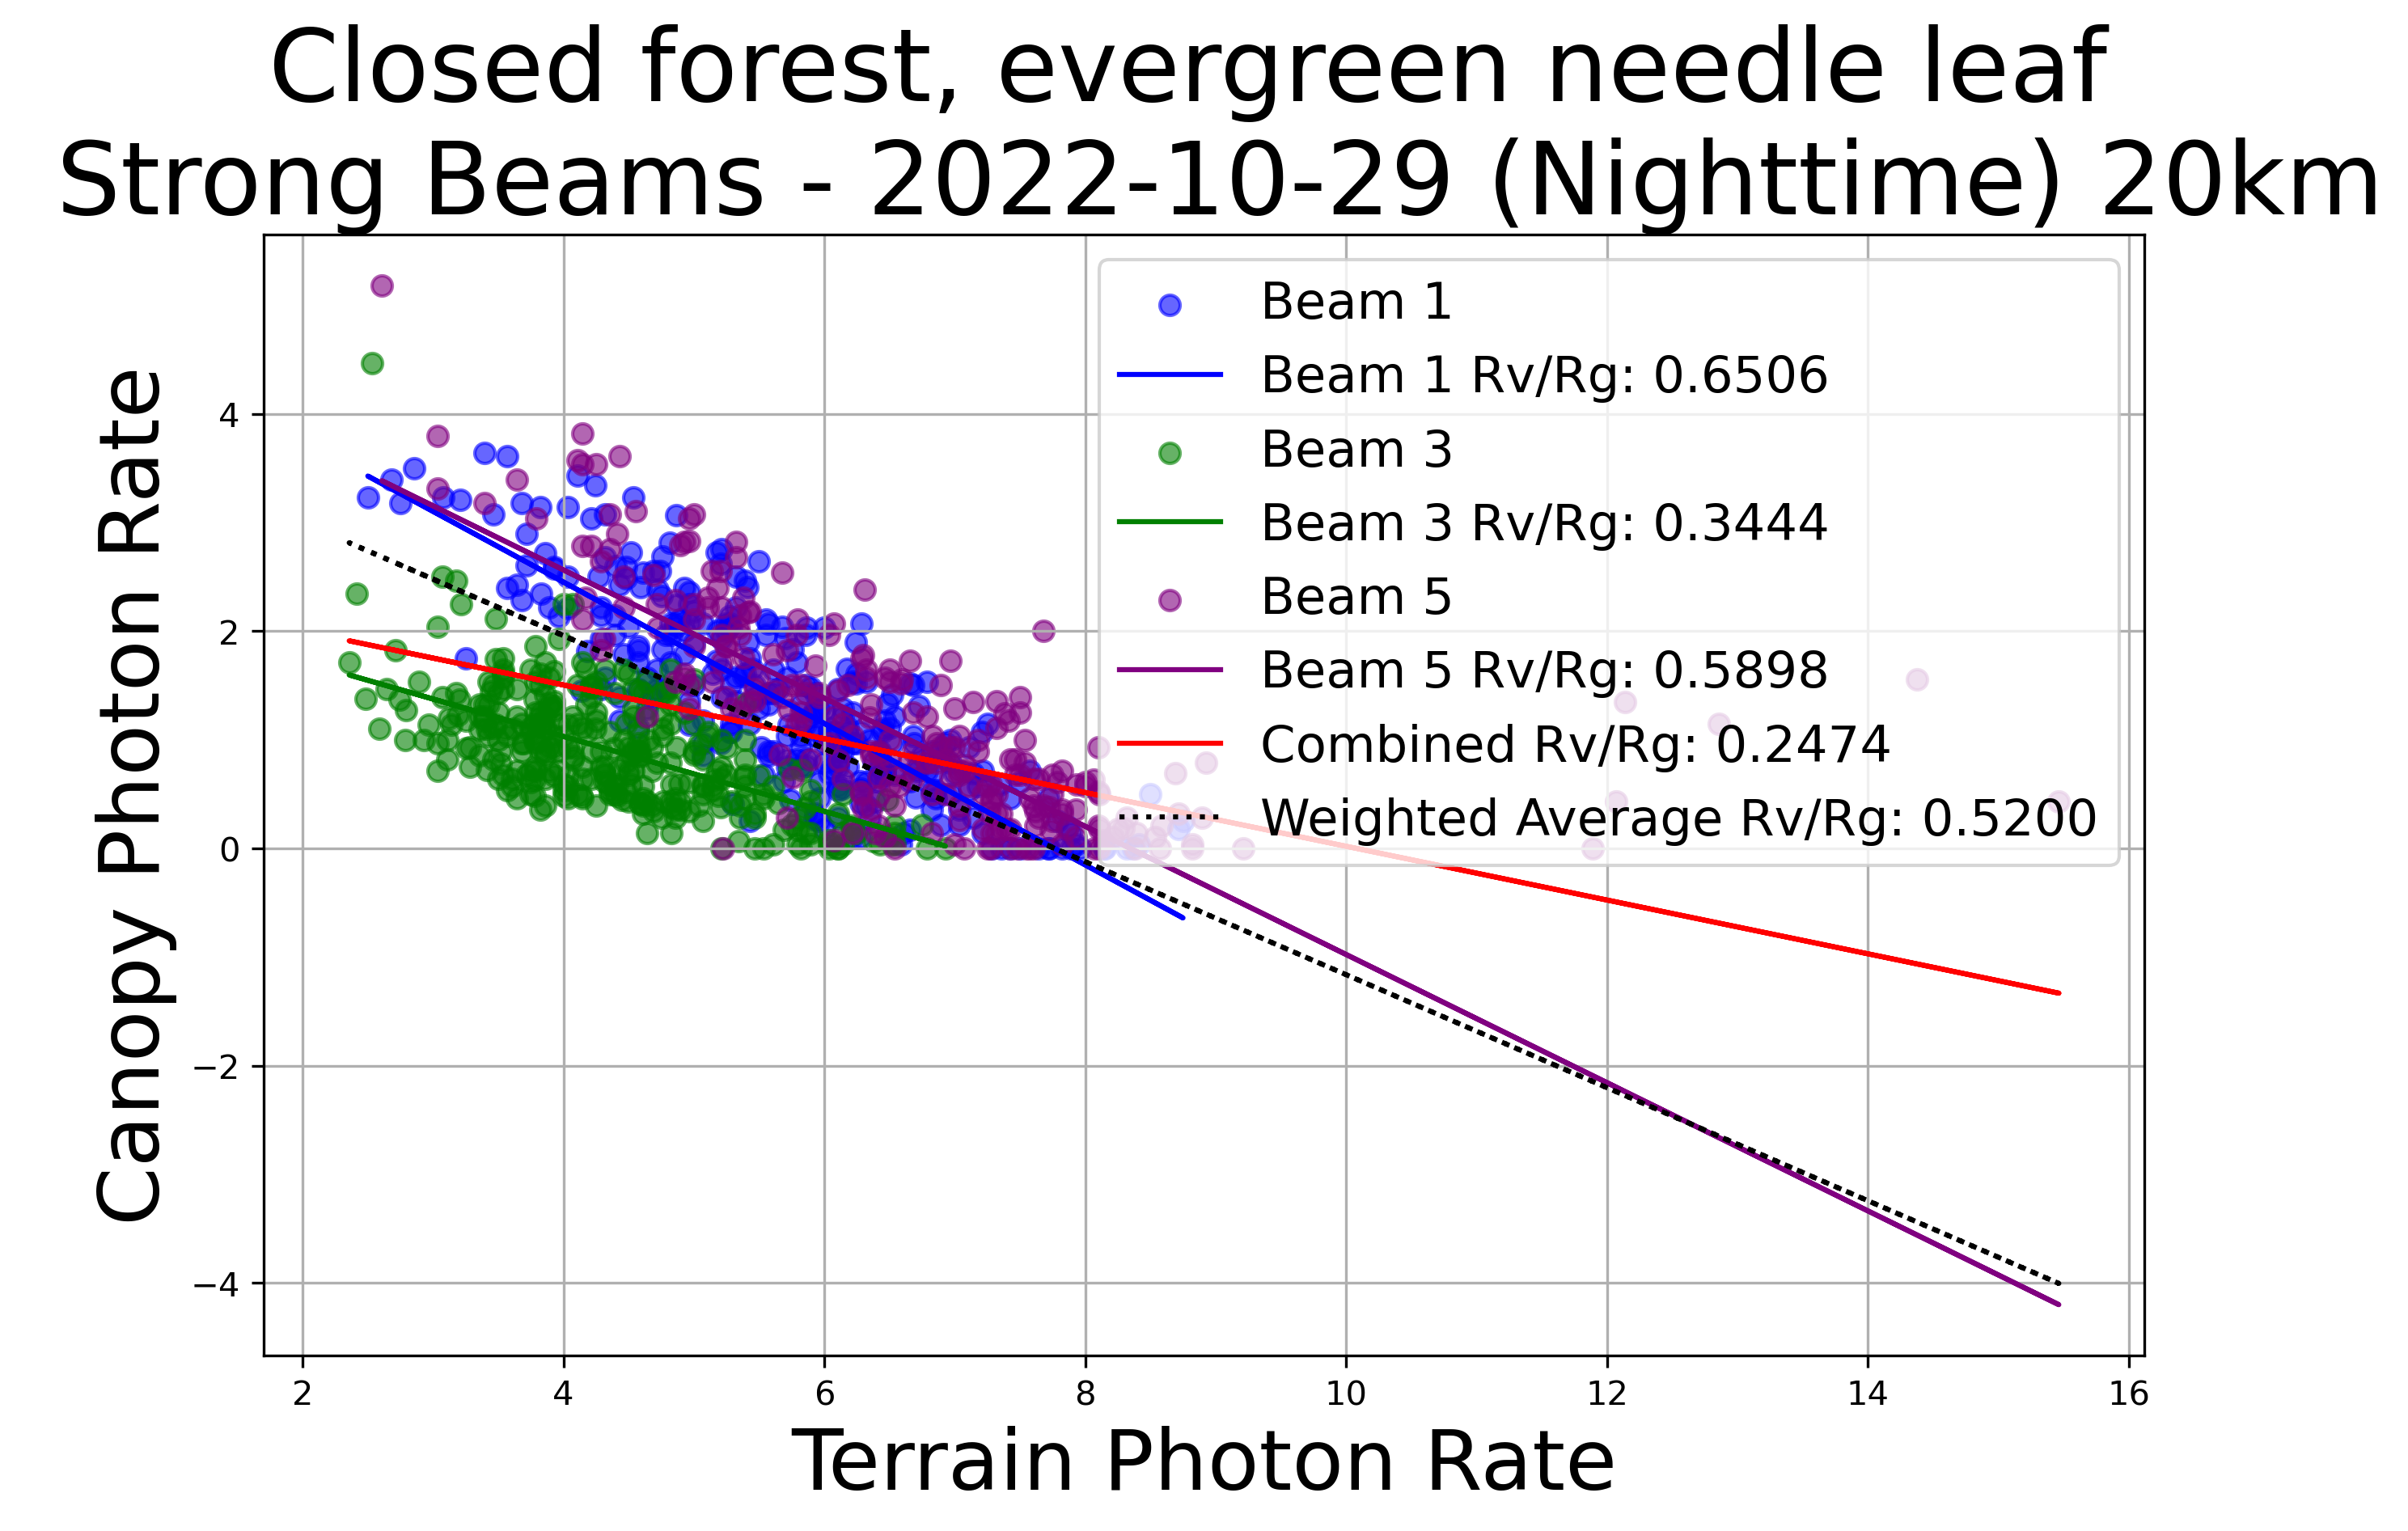 Closed forest, evergreen needle leaf
Strong Beams - 2022-10-29 (Nighttime) 20km
Canopy Photon Rate
4
2
0
−2
−4
Beam 1
Beam 1 Rv/Rg: 0.6506
Beam 3
Beam 3 Rv/Rg: 0.3444
Beam 5
Beam 5 Rv/Rg: 0.5898
Combined Rv/Rg: 0.2474
Weighted Average Rv/Rg: 0.5200
2 4 6 8 10 12 14 16
Terrain Photon Rate